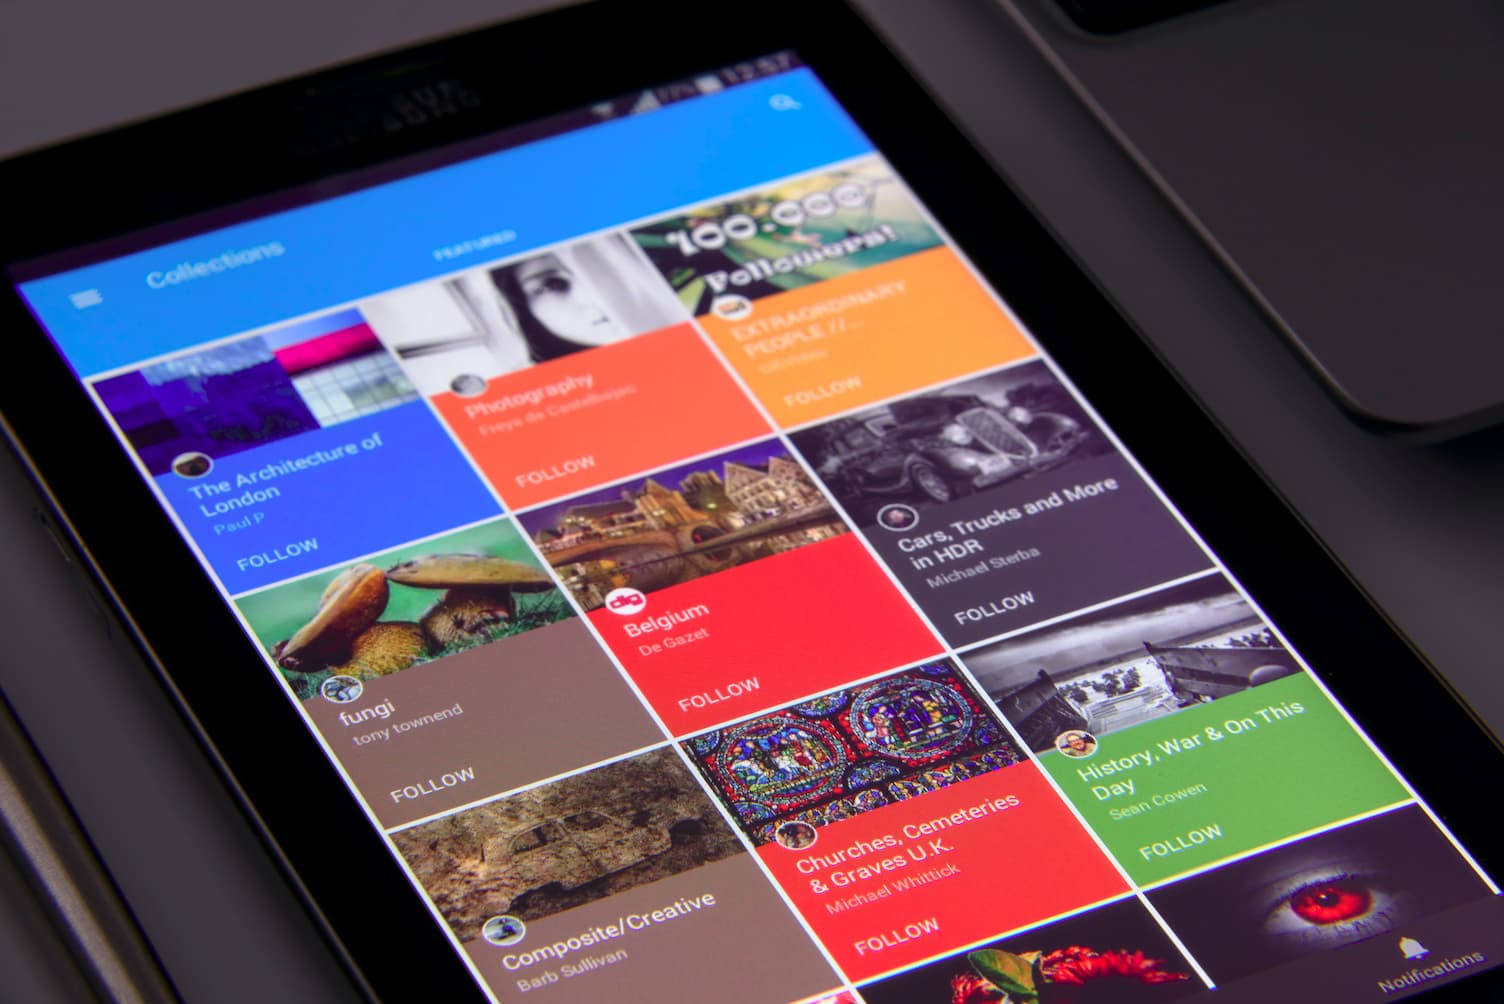 12:57
Collections
FEATURED
100.000
Followers!
The Architecture of
London
Paul P
FOLLOW
Photography
Freya de Castelbajac
FOLLOW
EXTRAORDINARY
PEOPLE //...
FOLLOW
fungi
tony townend
FOLLOW
Belgium
De Gazet
FOLLOW
Cars, Trucks and More
in HDR
Michael Sterba
FOLLOW
Composite/Creative
Barb Sullivan
Churches, Cemeteries
& Graves U.K.
Michael Whittick
FOLLOW
History, War & On This
Day
Sean Cowen
FOLLOW
Notifications